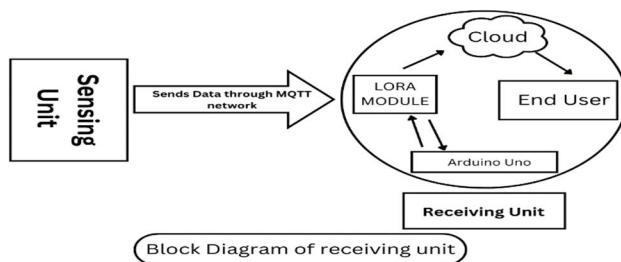 Sensing
Unit
Sends Data through MQTT
network
Cloud
LORA
MODULE
End User
Arduino Uno
Receiving Unit
Block Diagram of receiving unit